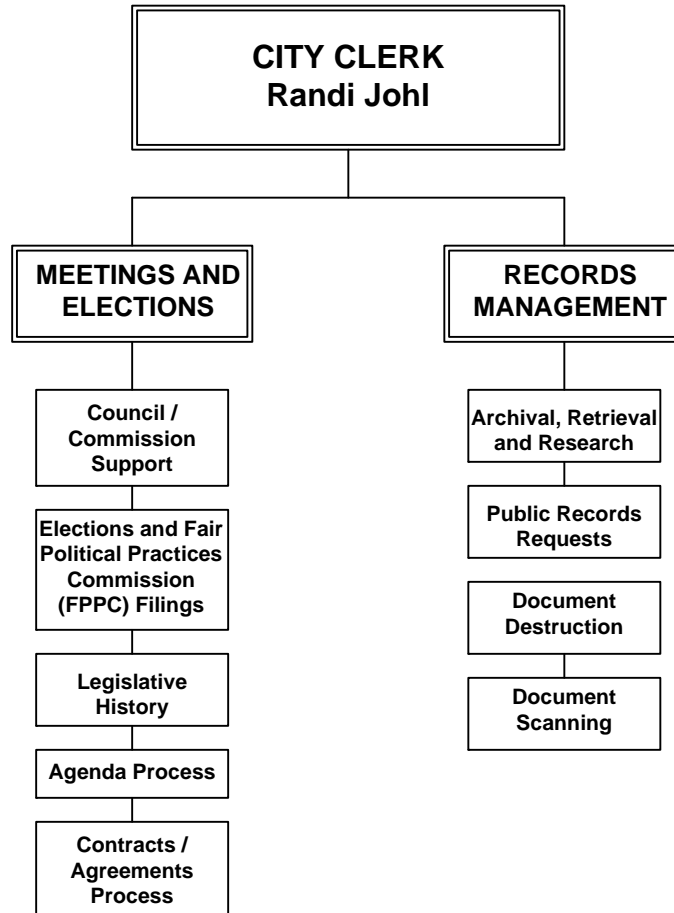 CITY CLERK
Randi Johl
MEETINGS AND
ELECTIONS
Council /
Commission
Support
Elections and Fair
Political Practices
Commission
(FPPC) Filings
Legislative
History
Agenda Process
Contracts /
Agreements
Process
RECORDS
MANAGEMENT
Archival, Retrieval
and Research
Public Records
Requests
Document
Destruction
Document
Scanning